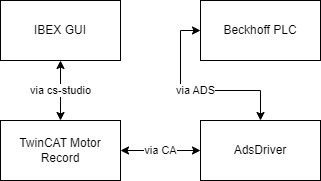 IBEX GUI
Beckhoff PLC
via cs-studio
via ADS
TwinCAT Motor
Record
via CA
AdsDriver